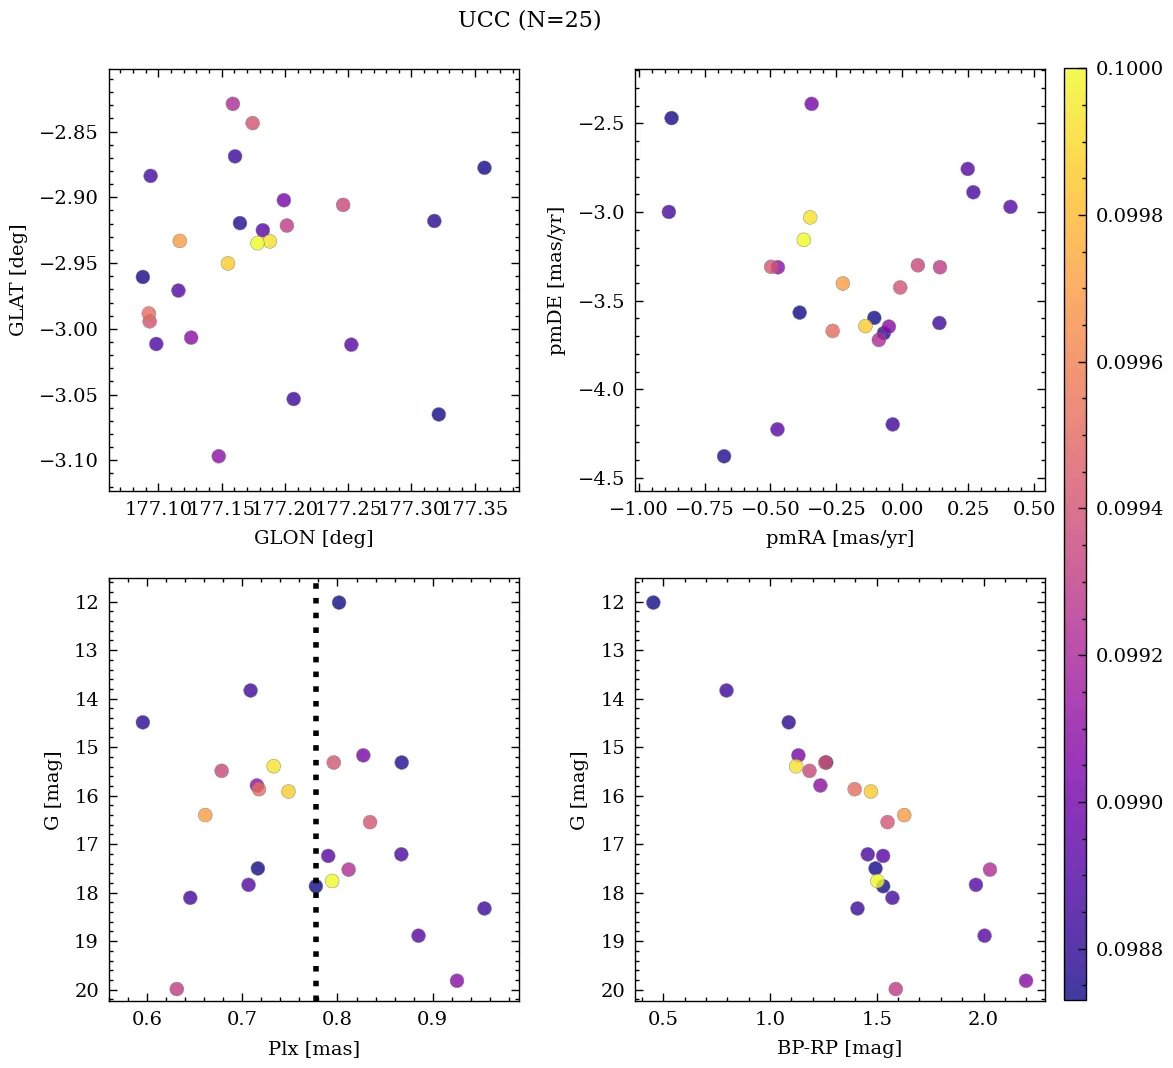 UCC (N=25)
−2.85
−2.90
−2.95
−3.00
−3.05
−3.10
GLAT [deg]
177.10 177.15 177.20 177.25 177.30 177.35
GLON [deg]
−2.5
−3.0
−3.5
−4.0
−4.5
pmDE [mas/yr]
−1.00 −0.75 −0.50 −0.25 0.00 0.25 0.50
pmRA [mas/yr]
12
13
14
15
16
17
18
19
20
G [mag]
0.6 0.7 0.8 0.9
Plx [mas]
12
13
14
15
16
17
18
19
20
G [mag]
0.5 1.0 1.5 2.0
BP-RP [mag]
0.1000
0.0998
0.0996
0.0994
0.0992
0.0990
0.0988